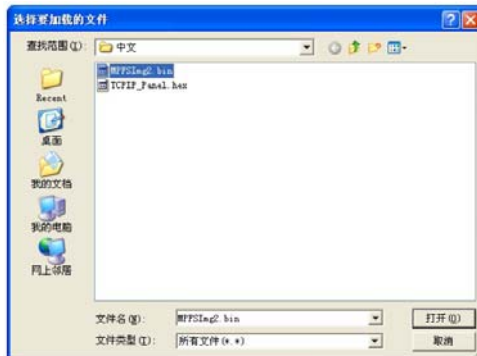 选择要加载的文件
查找范围(I): 中文
MPFSImg2.bin
TCPIP_Panel.hex
Recent
桌面
我的文档
我的电脑
网上邻居
文件名(N): MPFSImg2.bin 打开(O)
文件类型(T): 所有文件(*.*) 取消